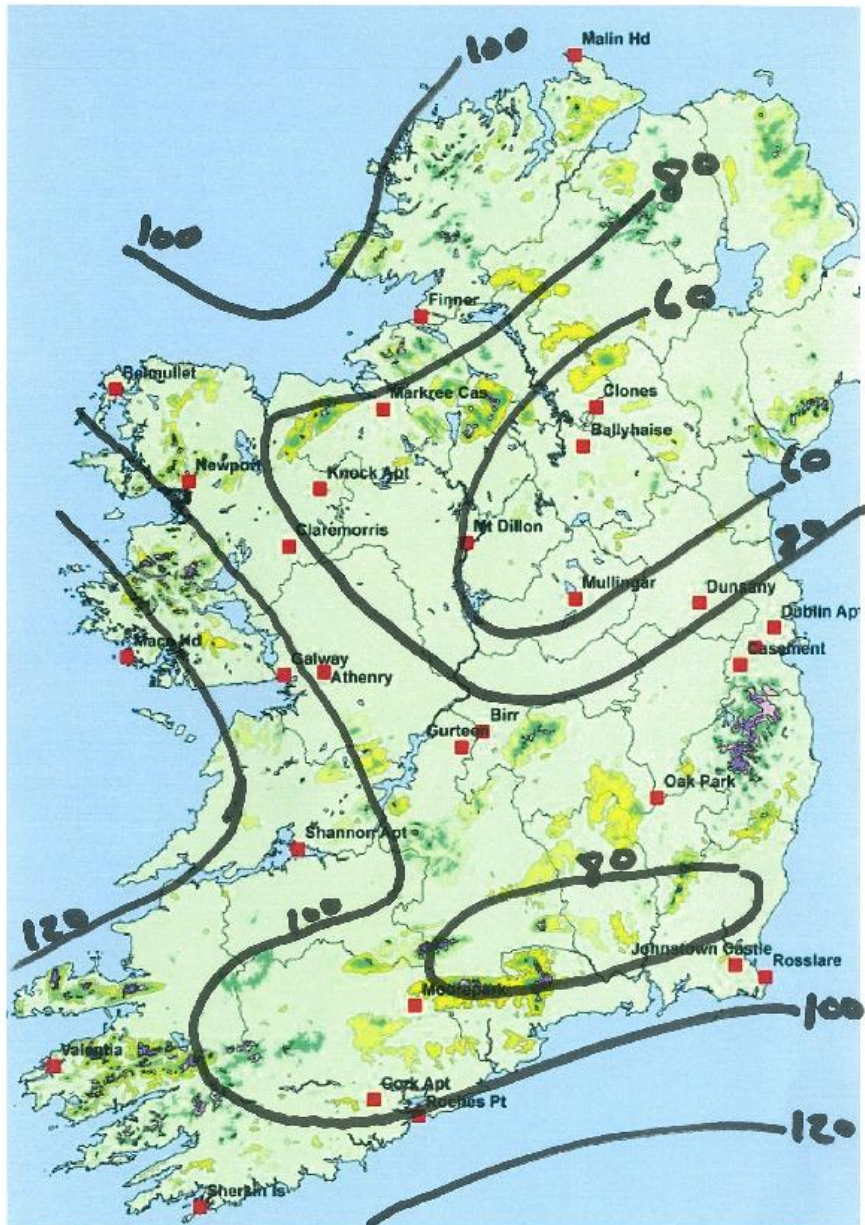 100
Malin Hd
80
100
60
Finner
Belmullet
Markree Cas
Clones
Ballyhaise
60
Newport
Knock Apt
80
Claremorris
Mt Dillon
Mullingar
Dunsany
Dublin Apt
Casement
Mace Hd
Galway
Athenry
Birr
Gurteen
Oak Park
Shannon Apt
80
100
120
Johnstown Castle
Rosslare
Moorepark
100
Valentia
Cork Apt
Roches Pt
120
Sherkin Is